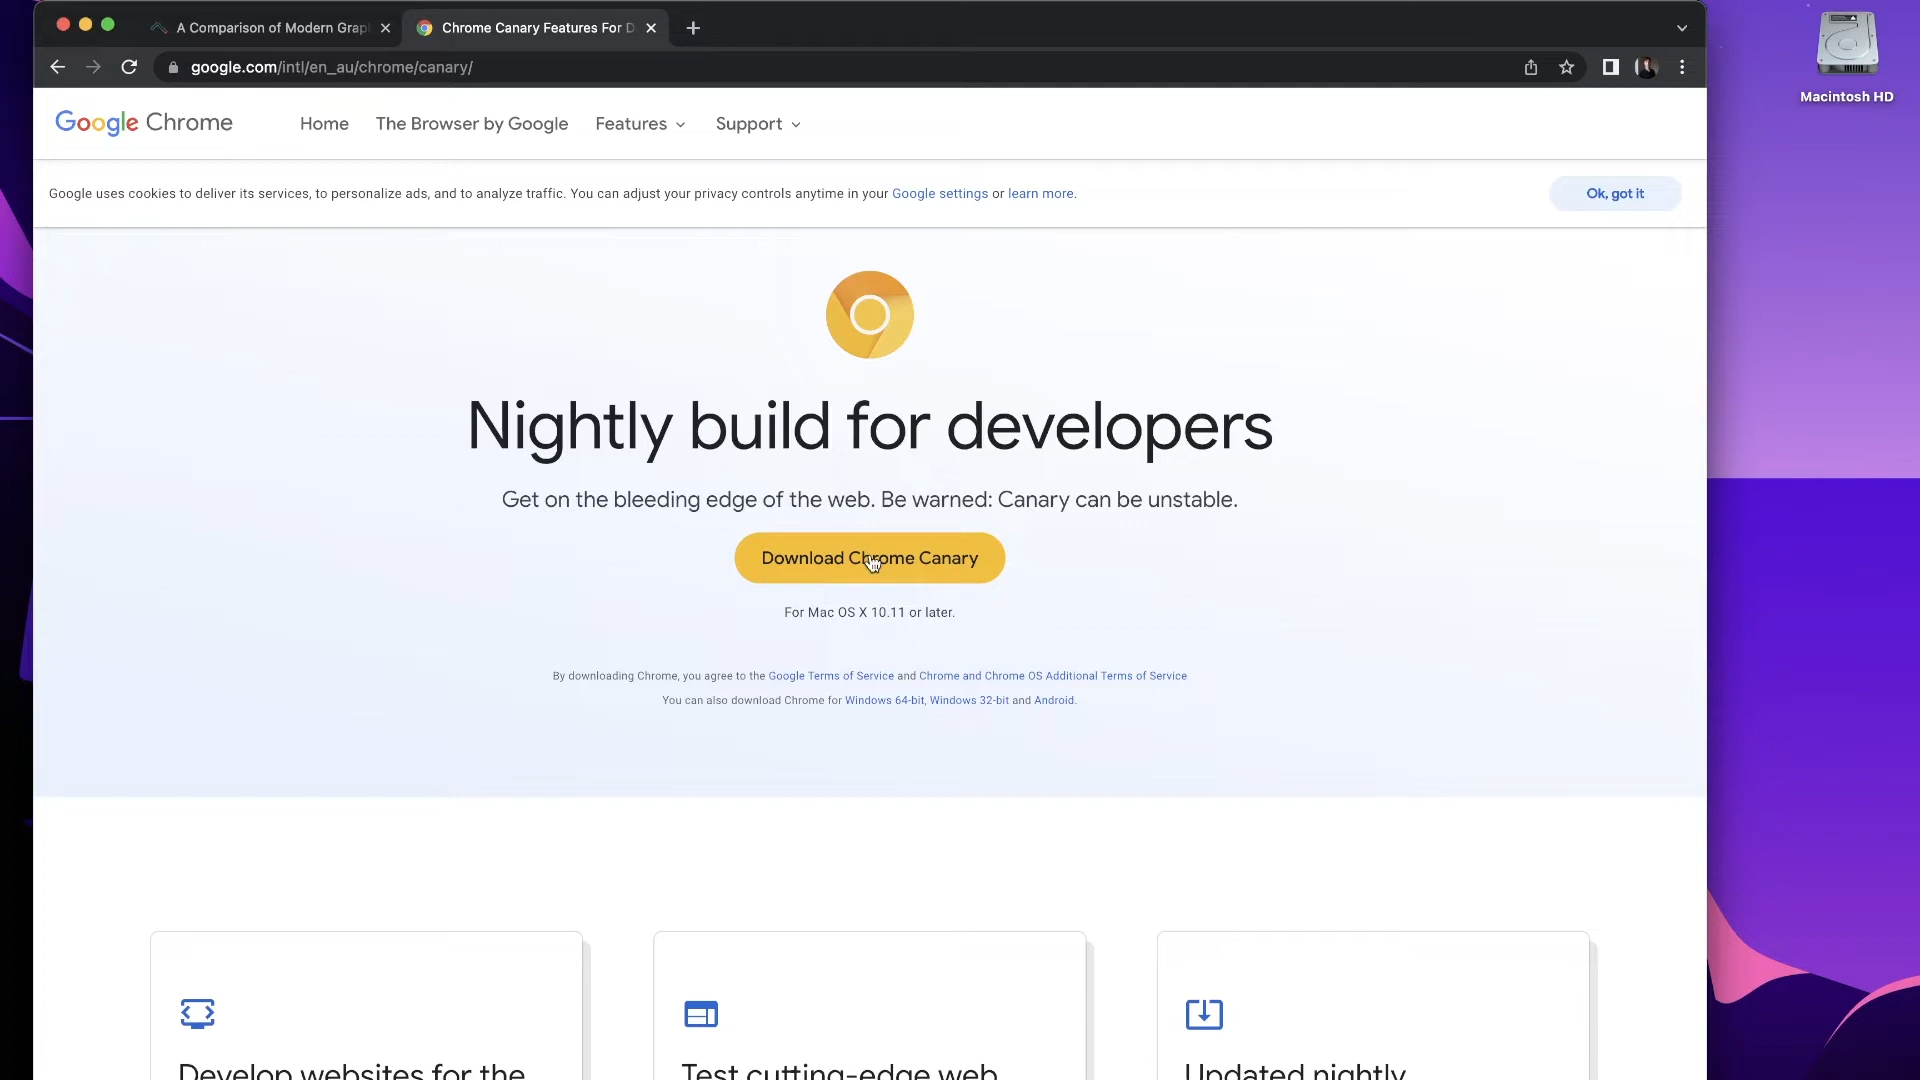 A Comparison of Modern Grap
Chrome Canary Features For D
google.com/intl/en_au/chrome/canary/
Macintosh HD
Google Chrome
Home
The Browser by Google
Features
Support
Google uses cookies to deliver its services, to personalize ads, and to analyze traffic. You can adjust your privacy controls anytime in your Google settings or learn more.
Ok, got it
Nightly build for developers
Get on the bleeding edge of the web. Be warned: Canary can be unstable.
Download Chrome Canary
For Mac OS X 10.11 or later.
By downloading Chrome, you agree to the Google Terms of Service and Chrome and Chrome OS Additional Terms of Service
You can also download Chrome for Windows 64-bit, Windows 32-bit and Android.
Develop websites for the
Test cutting-edge web
Updated nightly